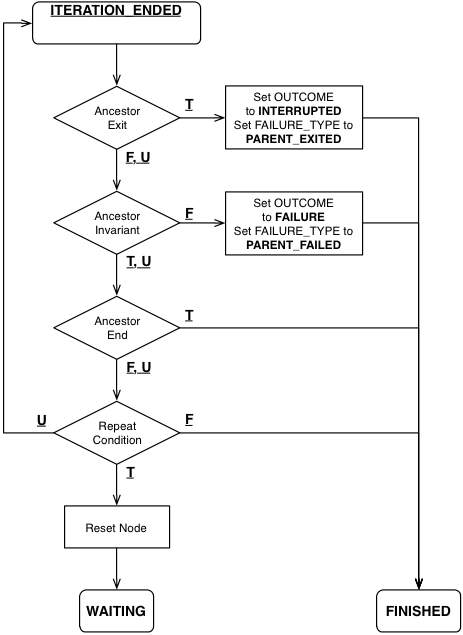 ITERATION_ENDED
Ancestor
Exit
T
Set OUTCOME
to INTERRUPTED
Set FAILURE_TYPE to
PARENT_EXITED
F, U
Ancestor
Invariant
F
Set OUTCOME
to FAILURE
Set FAILURE_TYPE to
PARENT_FAILED
T, U
Ancestor
End
T
F, U
U
Repeat
Condition
F
T
Reset Node
WAITING
FINISHED